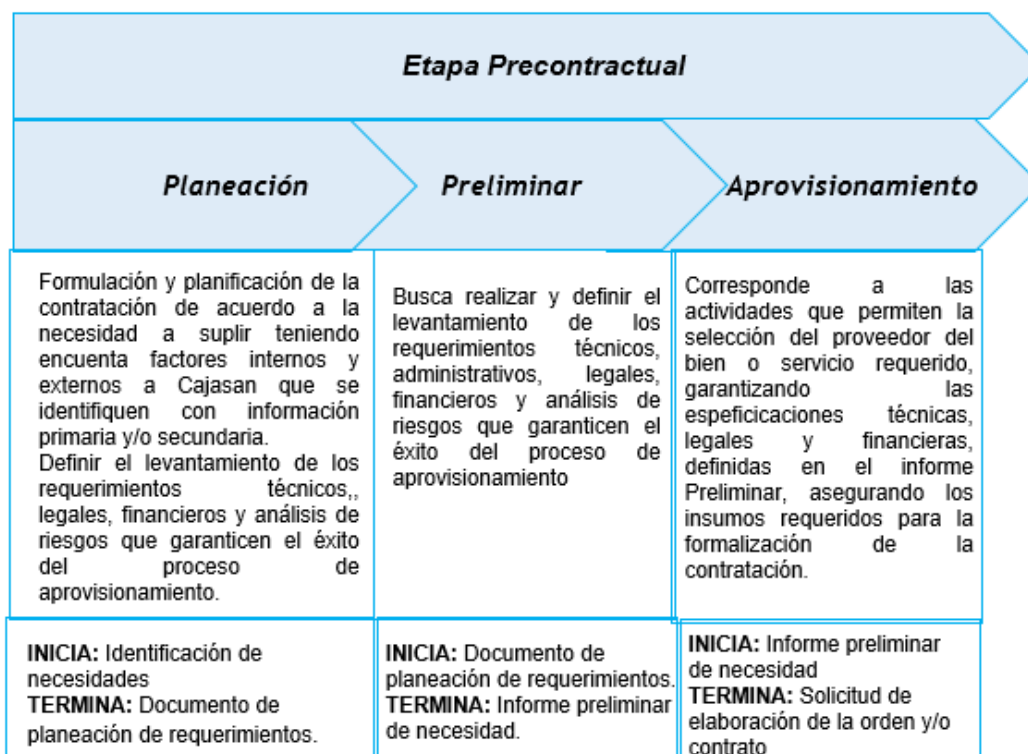 Etapa Precontractual
Planeación
Preliminar
Aprovisionamiento
Formulación y planificación de la
contratación de acuerdo a la
necesidad a suplir teniendo
encuenta factores internos y
externos a Cajasan que se
identifiquen con información
primaria y/o secundaria.
Definir el levantamiento de los
requerimientos técnicos,,
legales, financieros y análisis de
riesgos que garanticen el éxito
del proceso de
aprovisionamiento.
Busca realizar y definir el
levantamiento de los
requerimientos técnicos,
administrativos, legales,
financieros y análisis de
riesgos que garanticen el
éxito del proceso de
aprovisionamiento
Corresponde a las
actividades que permiten la
selección del proveedor del
bien o servicio requerido,
garantizando las
espeficicaciones técnicas,
legales y financieras,
definidas en el informe
Preliminar, asegurando los
insumos requeridos para la
formalización de la
contratación.
INICIA: Identificación de
necesidades
TERMINA: Documento de
planeación de requerimientos.
INICIA: Documento de
planeación de requerimientos.
TERMINA: Informe preliminar
de necesidad.
INICIA: Informe preliminar
de necesidad
TERMINA: Solicitud de
elaboración de la orden y/o
contrato